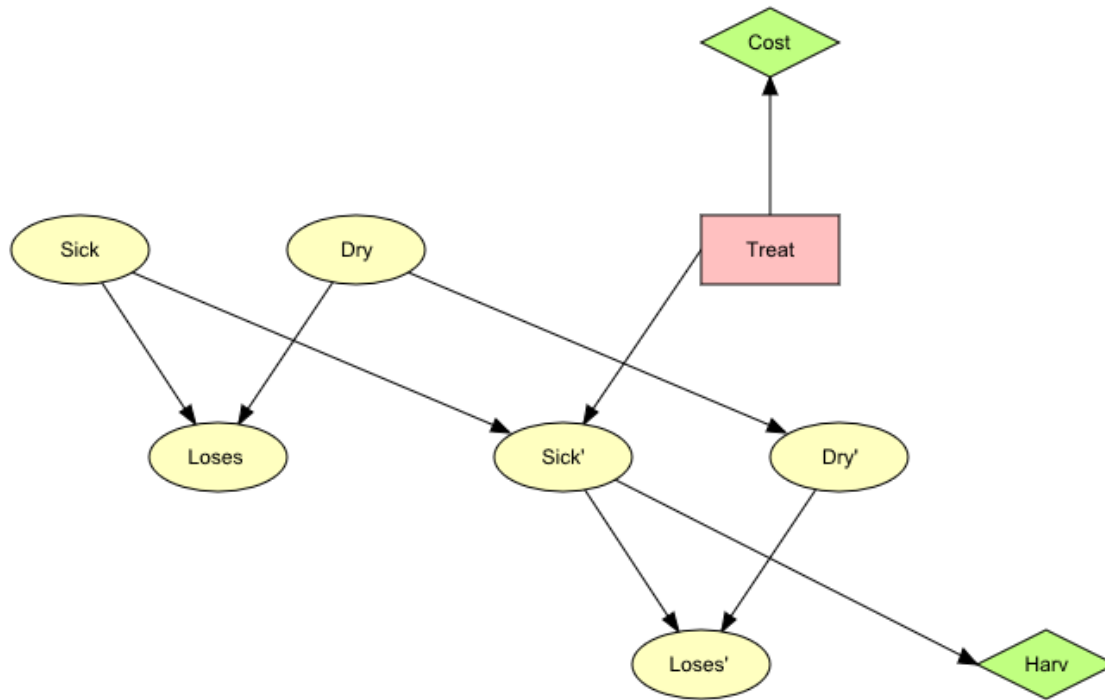 Cost
Sick
Dry
Treat
Loses
Sick'
Dry'
Loses'
Harv